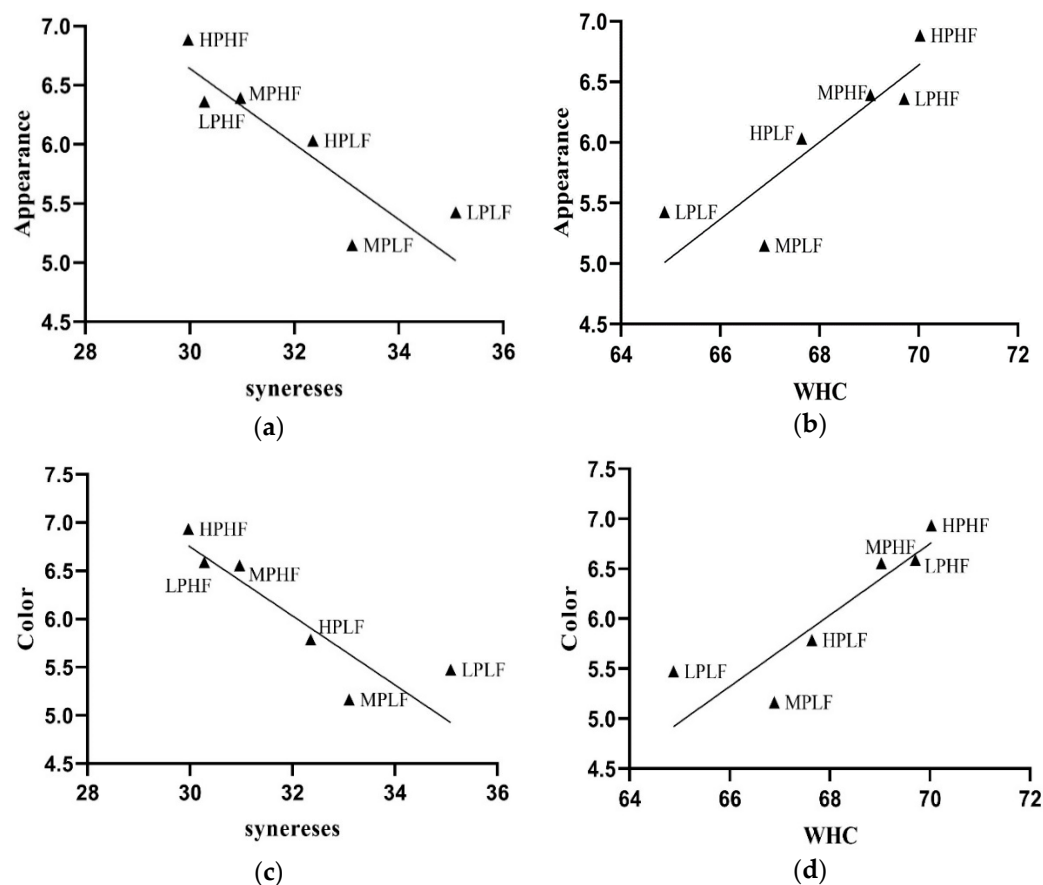 7.0
HPHF
6.5
MPHF
LPHF
6.0
HPLF
5.5
LPLF
MPLF
5.0
4.5
28 30 32 34 36
Appearance
synereses
(a)
7.0
HPHF
6.5
MPHF
LPHF
6.0
HPLF
5.5
LPLF
MPLF
5.0
4.5
64 66 68 70 72
Appearance
WHC
(b)
7.5
7.0
HPHF
6.5
MPHF
LPHF
6.0
HPLF
5.5
LPLF
MPLF
5.0
4.5
28 30 32 34 36
Color
synereses
(c)
7.5
7.0
HPHF
MPHF
6.5
LPHF
6.0
HPLF
5.5
LPLF
MPLF
5.0
4.5
64 66 68 70 72
Color
WHC
(d)